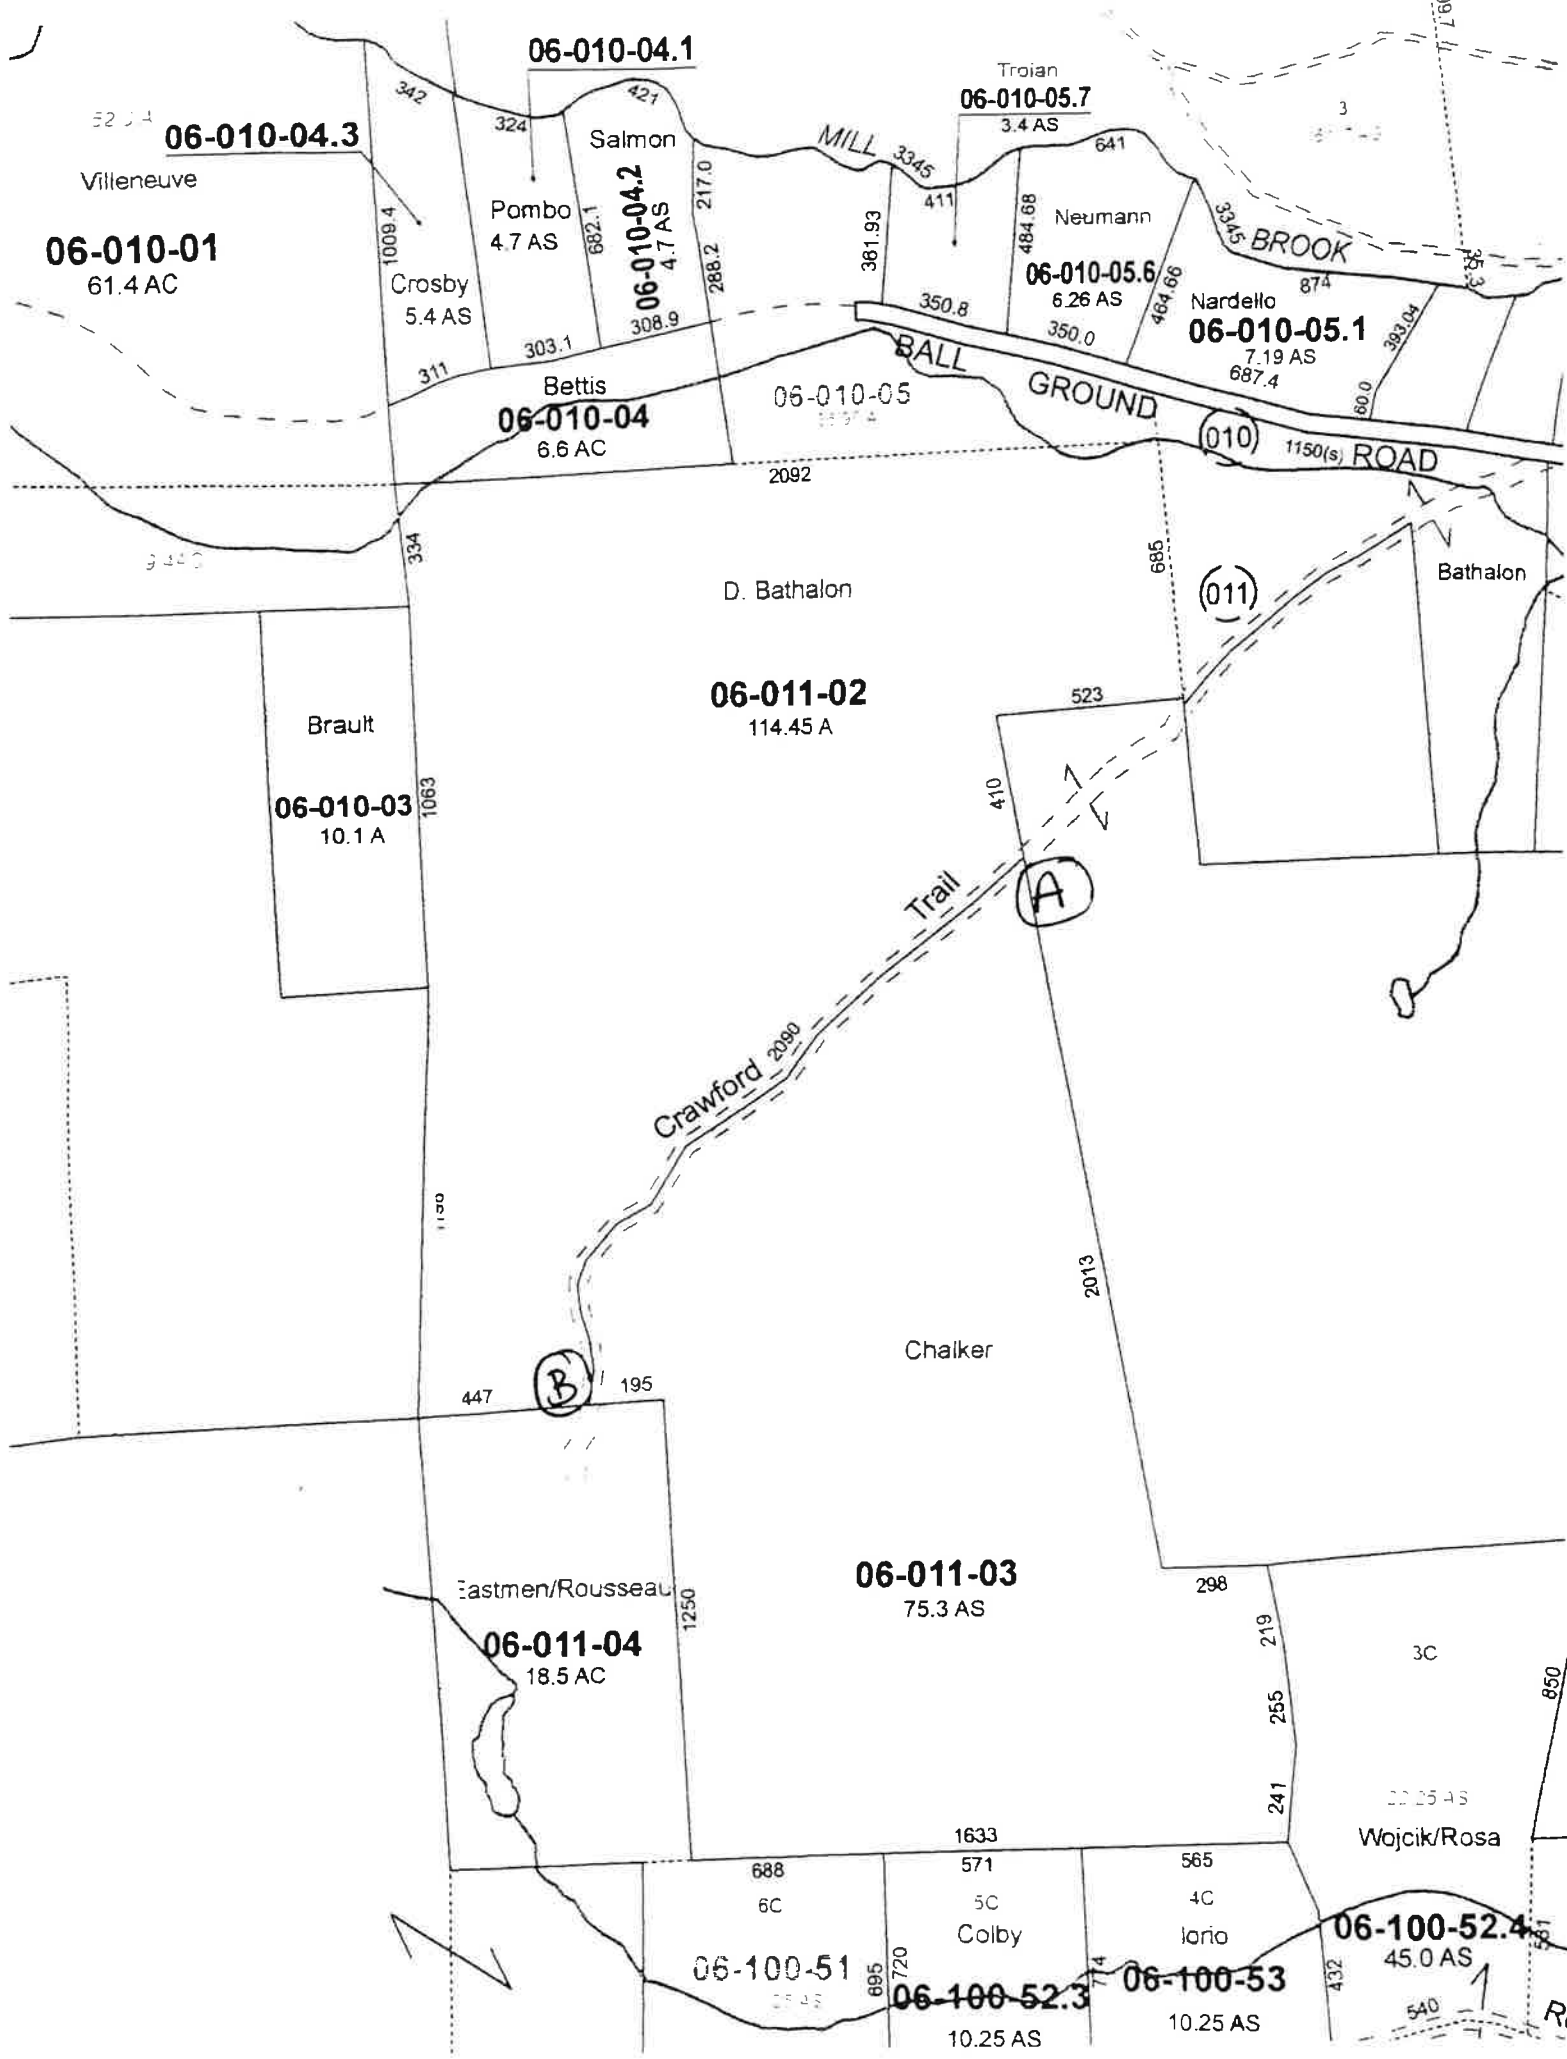 09.7
06-010-04.1
342
421
324
06-010-04.3
Villeneuve
06-010-01
61.4 AC
1009.4
Crosby
5.4 AS
Pombo
4.7 AS
682.1
Salmon
06-010-04.2
4.7 AS
217.0
288.2
MILL
3345
Troian
06-010-05.7
3.4 AS
411
641
381.93
484.68
Neumann
06-010-05.6
6.26 AS
464.66
3345
BROOK
874
35.3
3
Nardello
06-010-05.1
7.19 AS
687.4
393.04
60.0
311
303.1
308.9
350.8
350.0
Bettis
06-010-04
6.6 AC
06-010-05
BALL
GROUND
(010)
1150(s)
ROAD
2092
334
685
D. Bathalon
06-011-02
114.45 A
(011)
Bathalon
Brault
06-010-03
10.1 A
1063
523
410
A
Trail
Crawford
2090
2013
Chalker
447
B
195
Eastmen/Rousseau
06-011-04
18.5 AC
1250
06-011-03
75.3 AS
298
219
255
241
3C
850
22.25 AS
Wojcik/Rosa
1633
688
571
565
6C
5C
4C
Colby
Iorio
06-100-51
695
720
06-100-52.3
10.25 AS
774
06-100-53
10.25 AS
432
06-100-52.4
45.0 AS
540